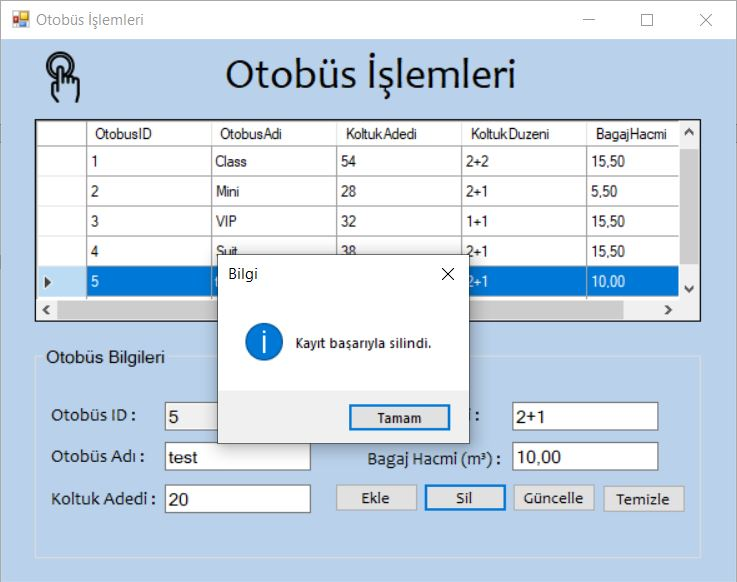 Otobüs İşlemleri
Otobüs İşlemleri
OtobusID OtobusAdi KoltukAdedi KoltukDuzeni BagajHacmi
1 Class 54 2+2 15,50
2 Mini 28 2+1 5,50
3 VIP 32 1+1 15,50
4 Suit 38 2+1 15,50
5 2+1 10,00
Bilgi
Kayıt başarıyla silindi.
Tamam
Otobüs Bilgileri
Otobüs ID : 5 : 2+1
Otobüs Adı : test Bagaj Hacmi (m³) : 10,00
Koltuk Adedi : 20 Ekle Sil Güncelle Temizle